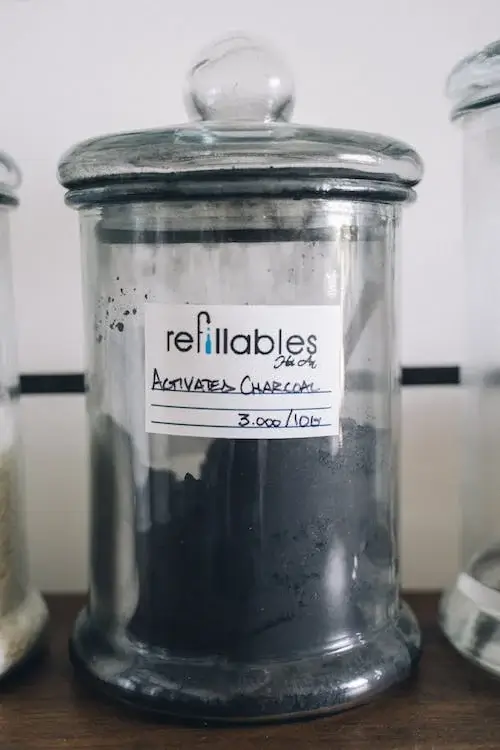 refillables
Hoi An
ACTIVATED CHARCOAL
3.000/10G